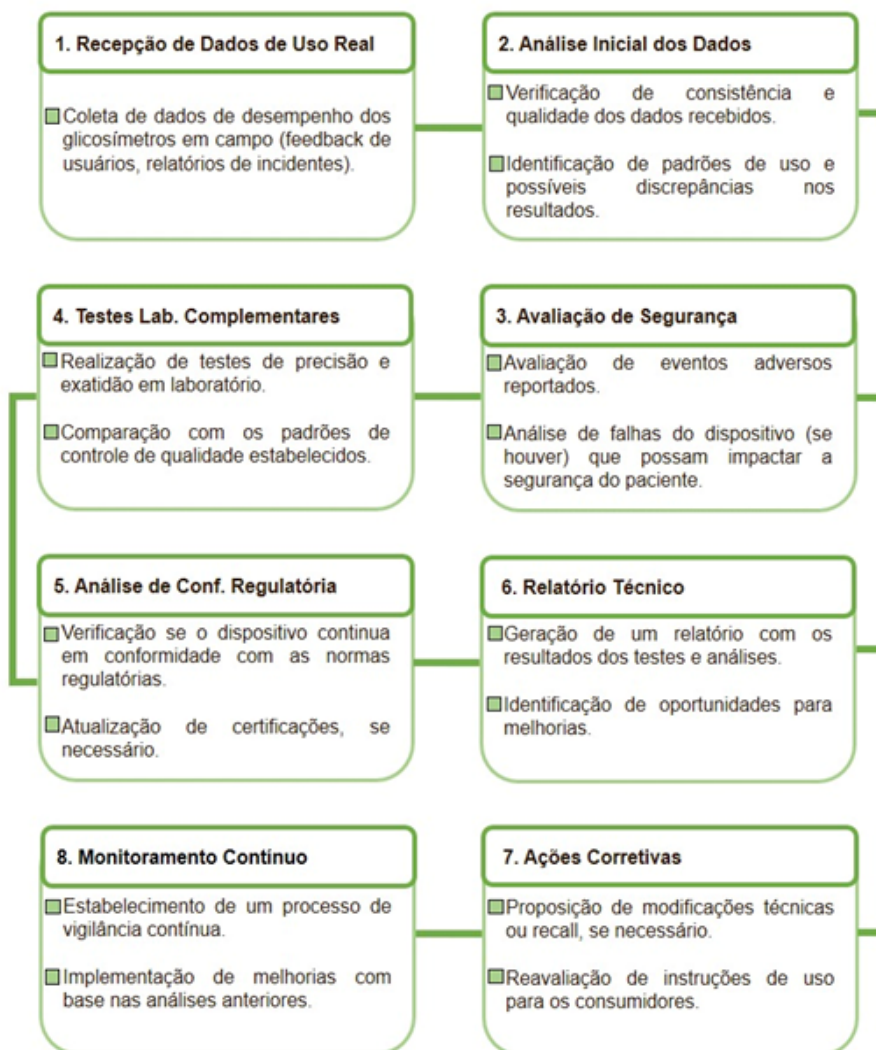 1. Recepção de Dados de Uso Real
Coleta de dados de desempenho dos
glicosímetros em campo (feedback de
usuários, relatórios de incidentes).
2. Análise Inicial dos Dados
Verificação de consistência e
qualidade dos dados recebidos.
Identificação de padrões de uso e
possíveis discrepâncias nos
resultados.
3. Avaliação de Segurança
Avaliação de eventos adversos
reportados.
Análise de falhas do dispositivo (se
houver) que possam impactar a
segurança do paciente.
4. Testes Lab. Complementares
Realização de testes de precisão e
exatidão em laboratório.
Comparação com os padrões de
controle de qualidade estabelecidos.
5. Análise de Conf. Regulatória
Verificação se o dispositivo continua
em conformidade com as normas
regulatórias.
Atualização de certificações, se
necessário.
6. Relatório Técnico
Geração de um relatório com os
resultados dos testes e análises.
Identificação de oportunidades para
melhorias.
7. Ações Corretivas
Proposição de modificações técnicas
ou recall, se necessário.
Reavaliação de instruções de uso
para os consumidores.
8. Monitoramento Contínuo
Estabelecimento de um processo de
vigilância contínua.
Implementação de melhorias com
base nas análises anteriores.